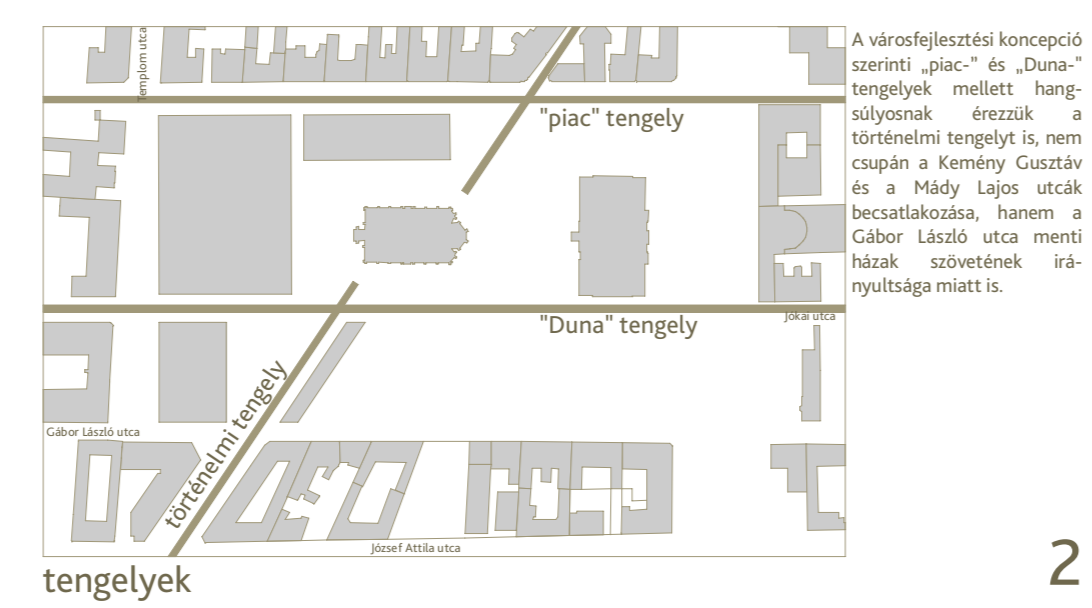 Templom utca
"piac" tengely
"Duna" tengely
Jókai utca
történelmi tengely
Gábor László utca
József Attila utca
A városfejlesztési koncepció
szerinti „piac-" és „Duna-"
tengelyek mellett hang-
súlyosnak érezzük a
történelmi tengelyt is, nem
csupán a Kemény Gusztáv
és a Mády Lajos utcák
becsatlakozása, hanem a
Gábor László utca menti
házak szövetének irá-
nyultsága miatt is.
tengelyek
2